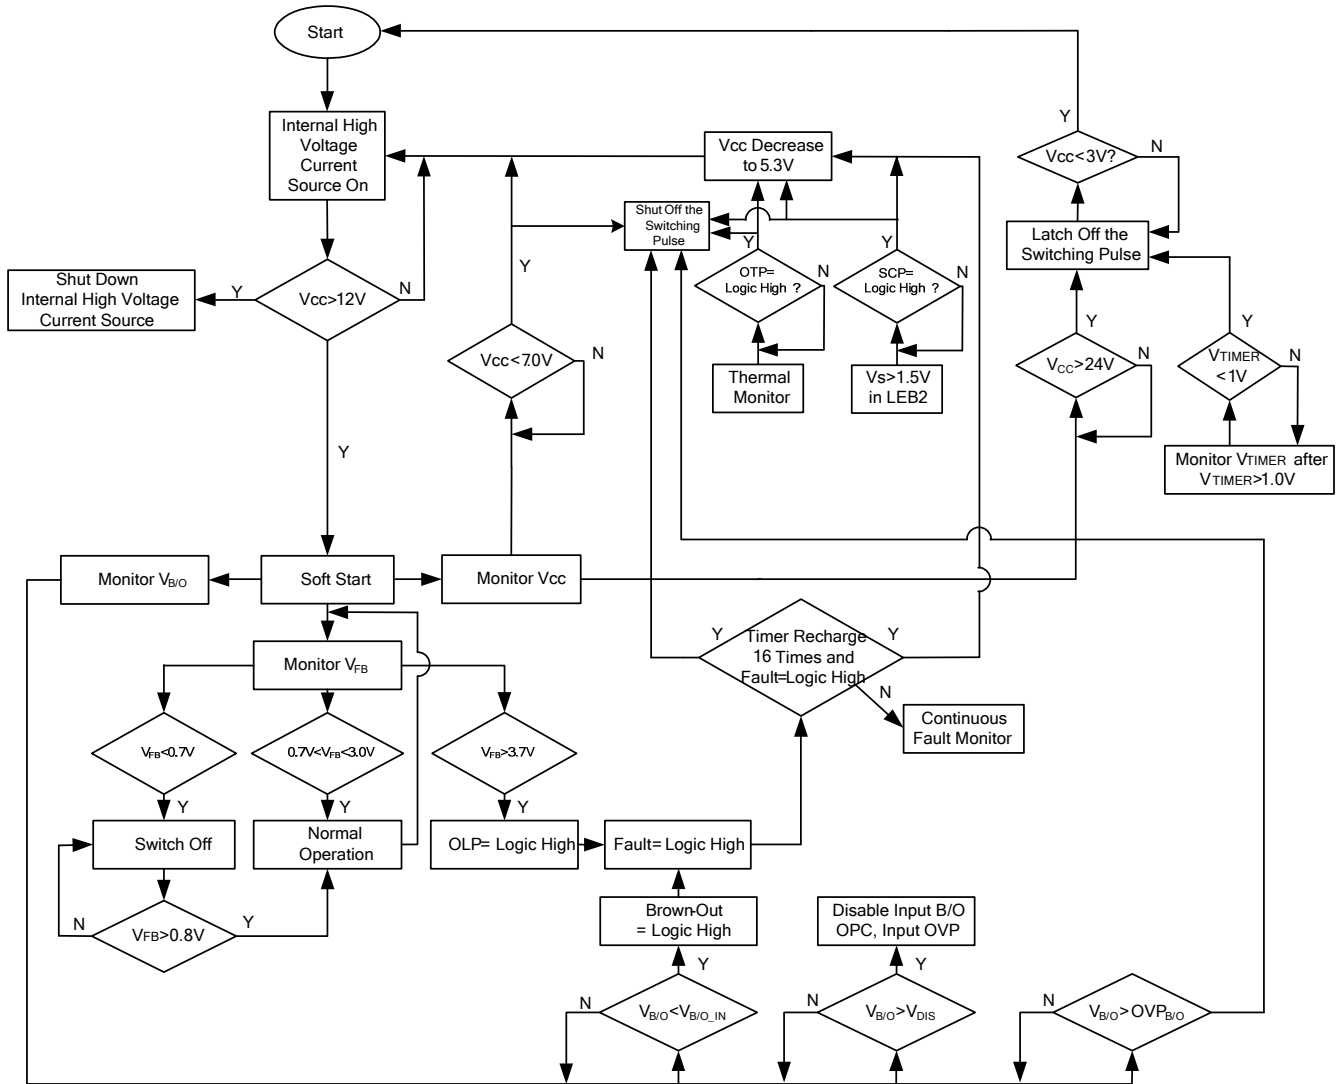 Start
Internal High
Voltage
Current
Source On
Vcc Decrease
to 5.3V
Y
Vcc<3V?
N
Shut Off the
Switching
Pulse
Latch Off the
Switching Pulse
Shut Down
Internal High Voltage
Current Source
Y
Vcc>12V
N
Y
Y
OTP=
Logic High ?
N
Y
SCP=
Logic High ?
N
Vcc<7.0V
N
Thermal
Monitor
Vs>1.5V
in LEB2
Y
VCC>24V
N
Y
VTIMER
<1V
N
Monitor VTIMER after
VTIMER>1.0V
Y
Monitor VB/O
Soft Start
Monitor Vcc
Monitor VFB
Y
Timer Recharge
16 Times and
Fault=Logic High
Y
N
Continuous
Fault Monitor
VFB<0.7V
0.7V<VFB<3.0V
VFB>3.7V
Y
Y
Y
Switch Off
Normal
Operation
OLP= Logic High
Fault= Logic High
N
VFB>0.8V
Y
Brown-Out
= Logic High
Disable Input B/O
OPC, Input OVP
Y
Y
N
VB/O<VB/O_IN
N
VB/O>VDIS
N
VB/O>OVPB/O
Y